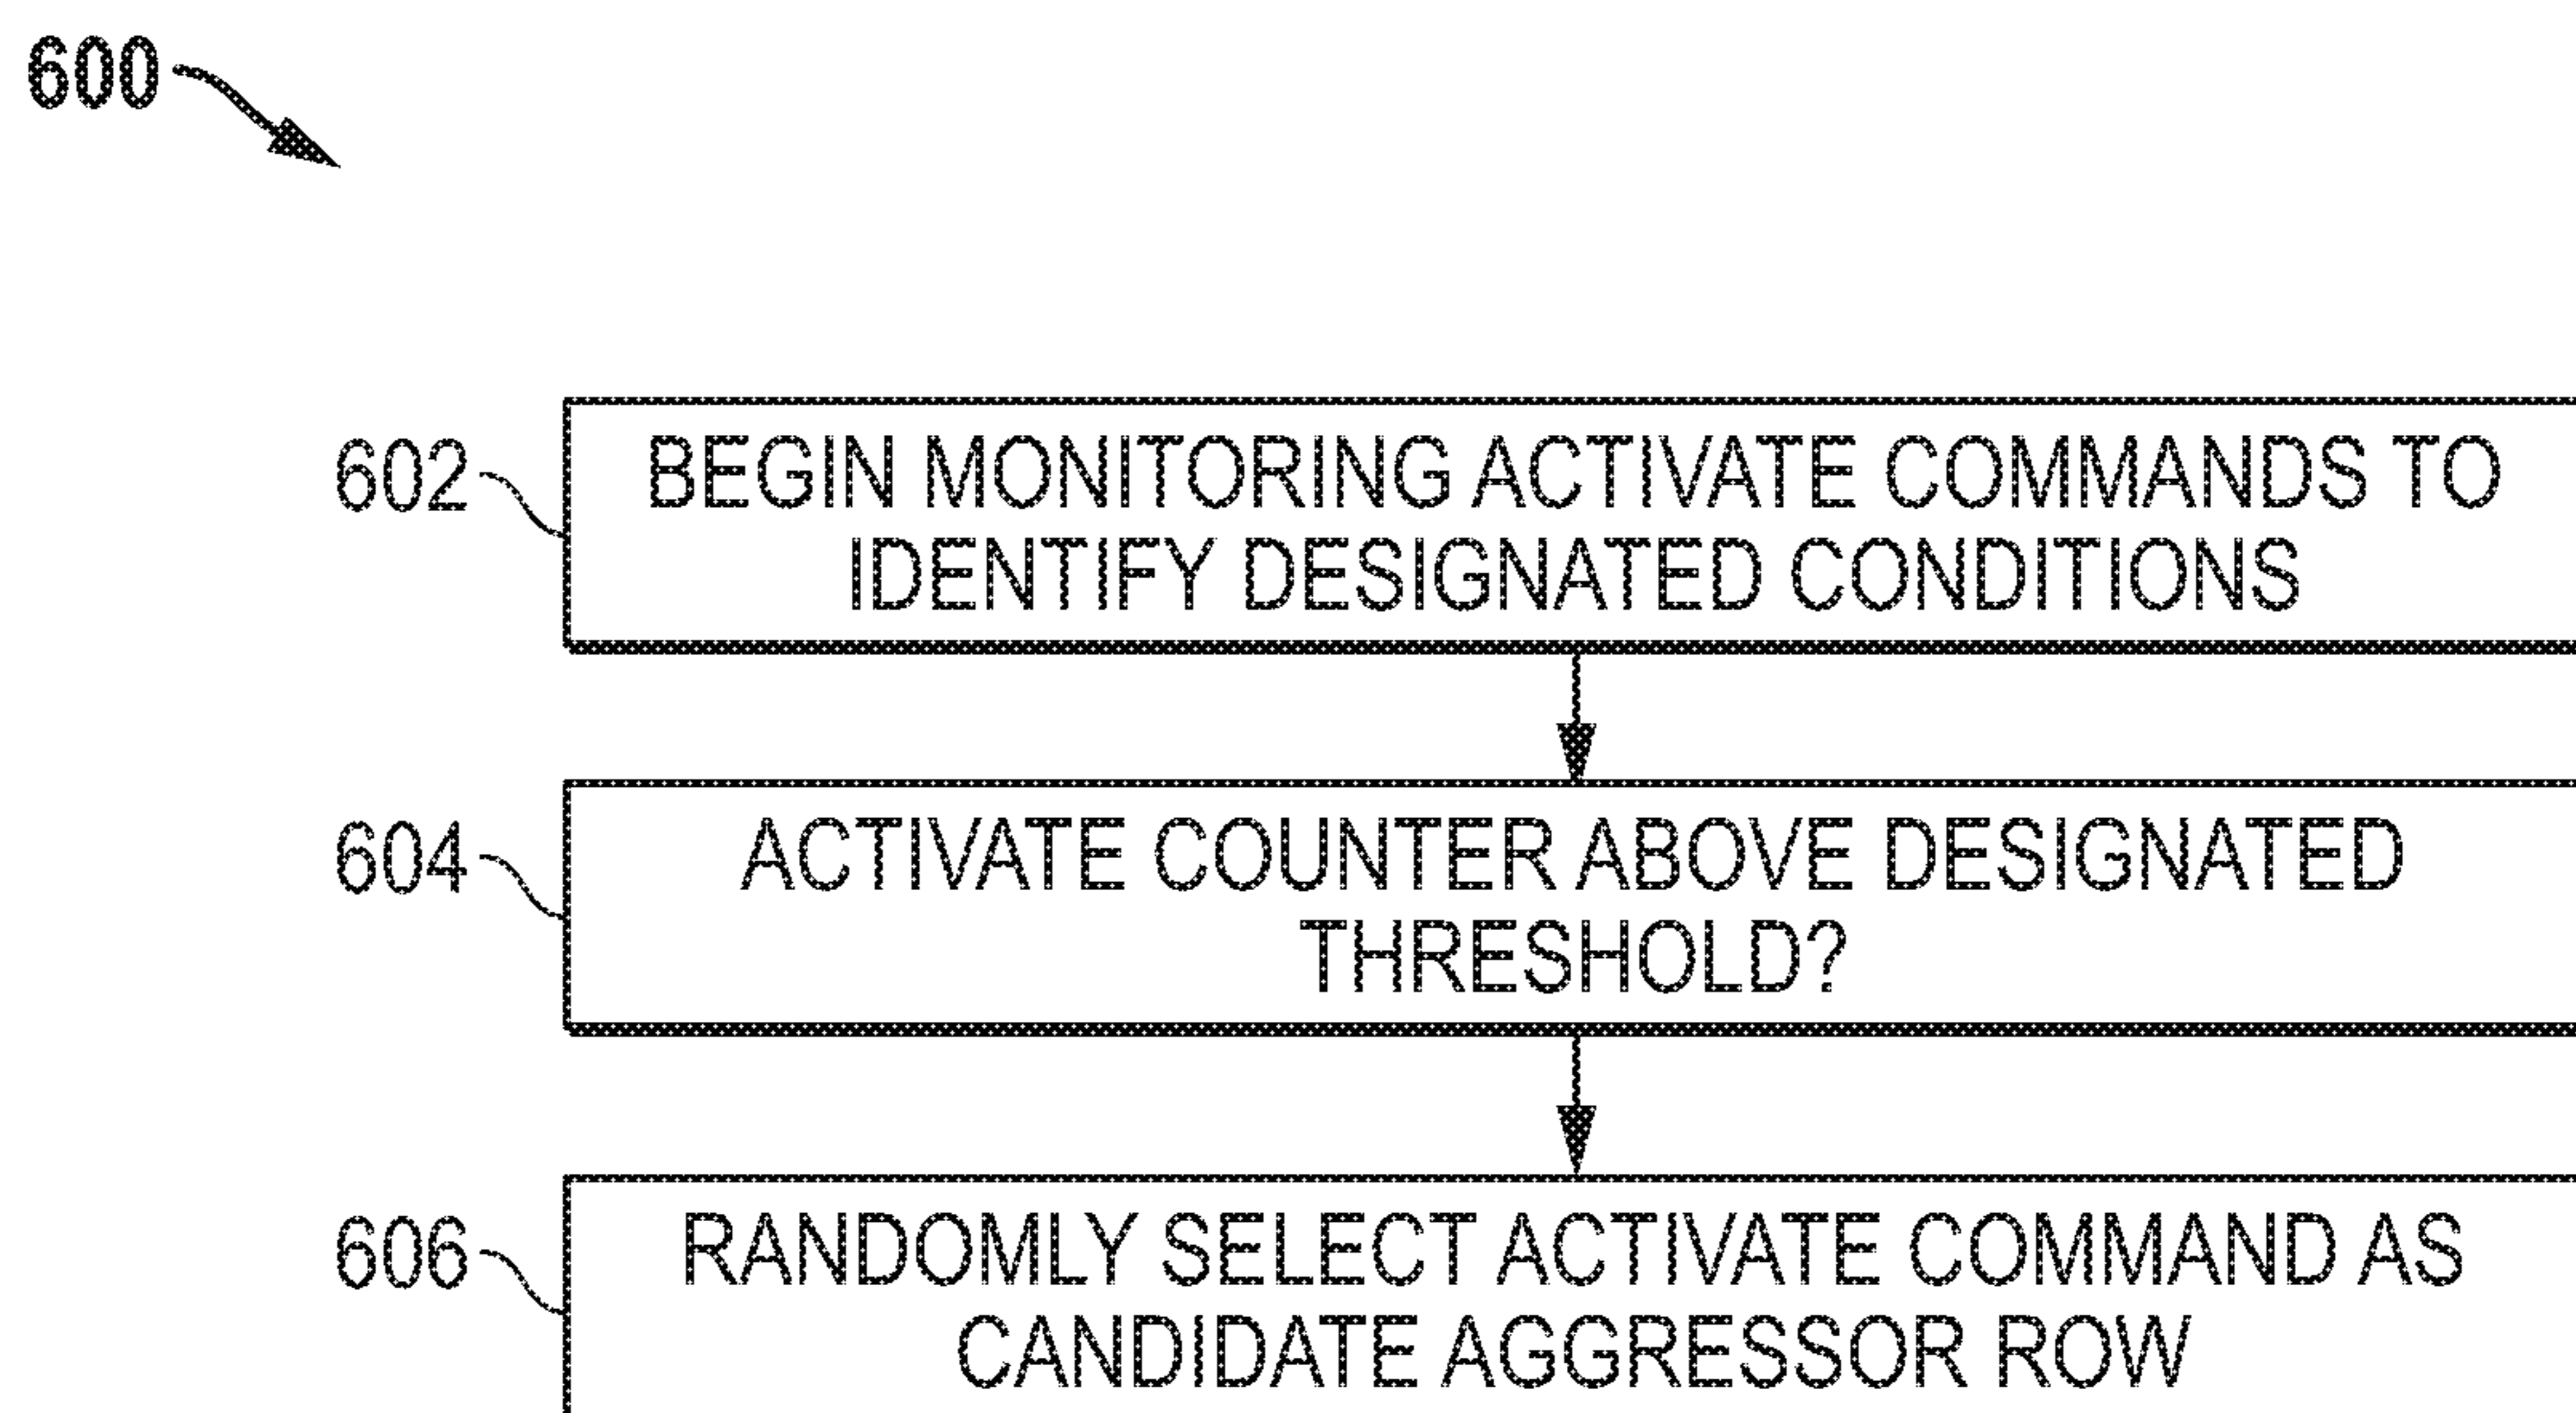 600
602
BEGIN MONITORING ACTIVATE COMMANDS TO
IDENTIFY DESIGNATED CONDITIONS
604
ACTIVATE COUNTER ABOVE DESIGNATED
THRESHOLD?
606
RANDOMLY SELECT ACTIVATE COMMAND AS
CANDIDATE AGGRESSOR ROW